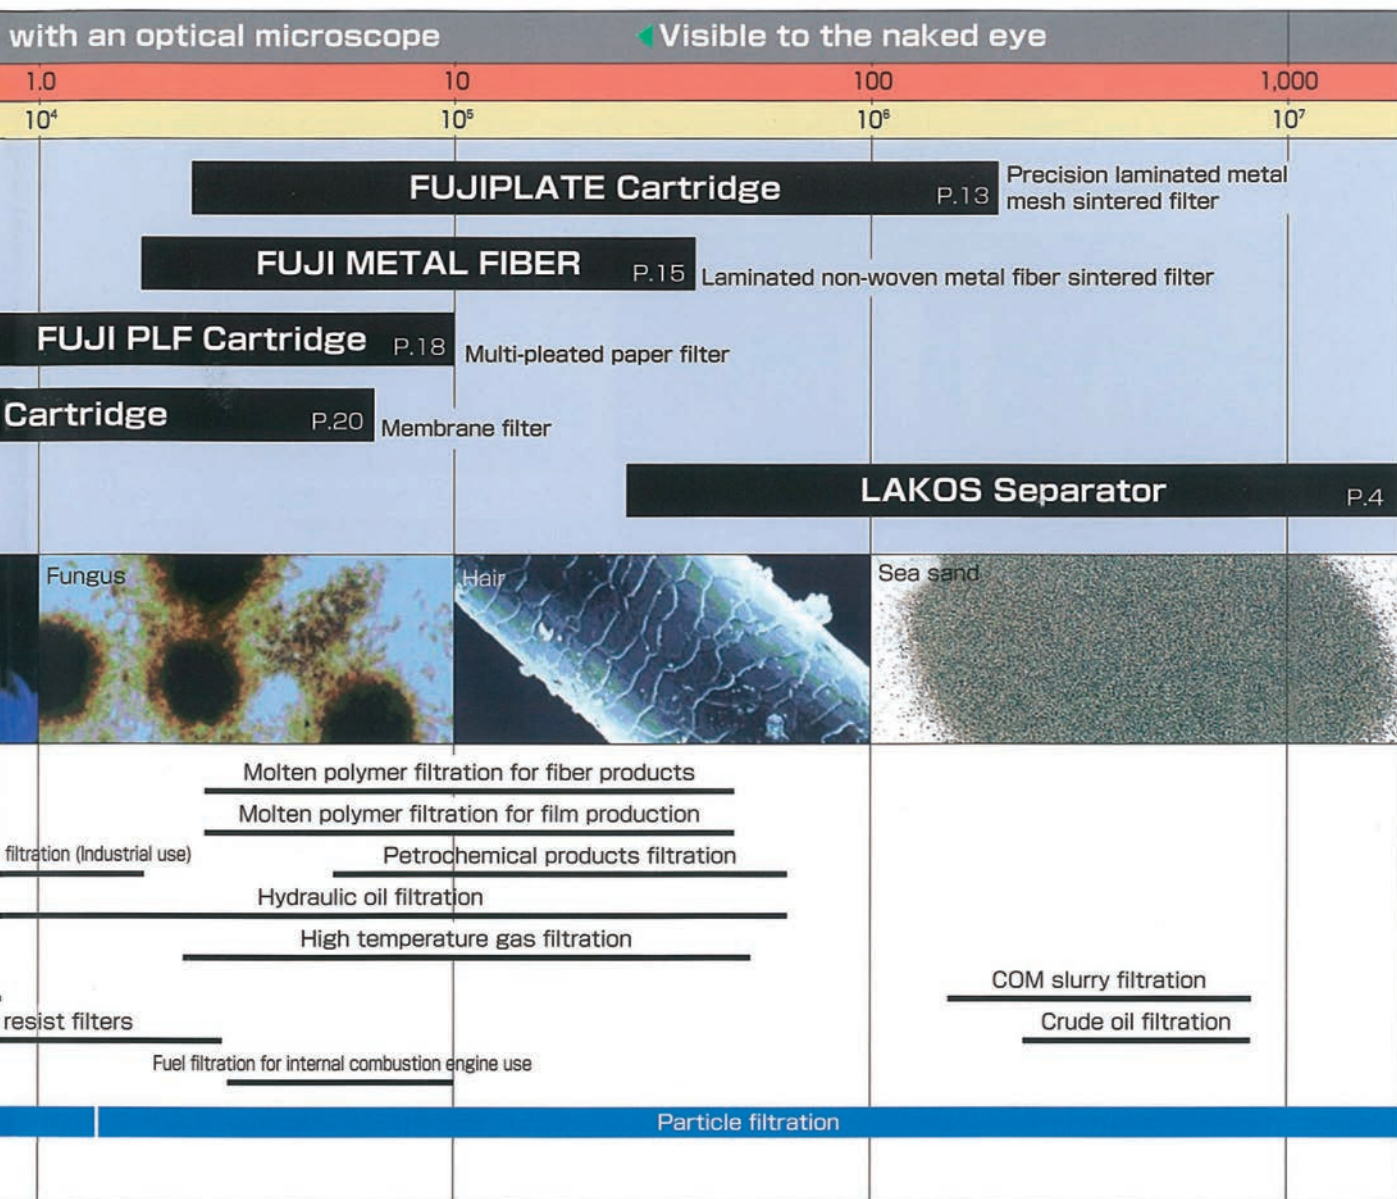 with an optical microscope
Visible to the naked eye
1.0 10 100 1,000
10⁴ 10⁵ 10⁶ 10⁷
FUJIPLATE Cartridge P.13
Precision laminated metal
mesh sintered filter
FUJI METAL FIBER P.15
Laminated non-woven metal fiber sintered filter
FUJI PLF Cartridge P.18
Multi-pleated paper filter
Cartridge P.20
Membrane filter
LAKOS Separator P.4
Fungus
Hair
Sea sand
Molten polymer filtration for fiber products
Molten polymer filtration for film production
filtration (Industrial use)
Petrochemical products filtration
Hydraulic oil filtration
High temperature gas filtration
COM slurry filtration
resist filters
Crude oil filtration
Fuel filtration for internal combustion engine use
Particle filtration